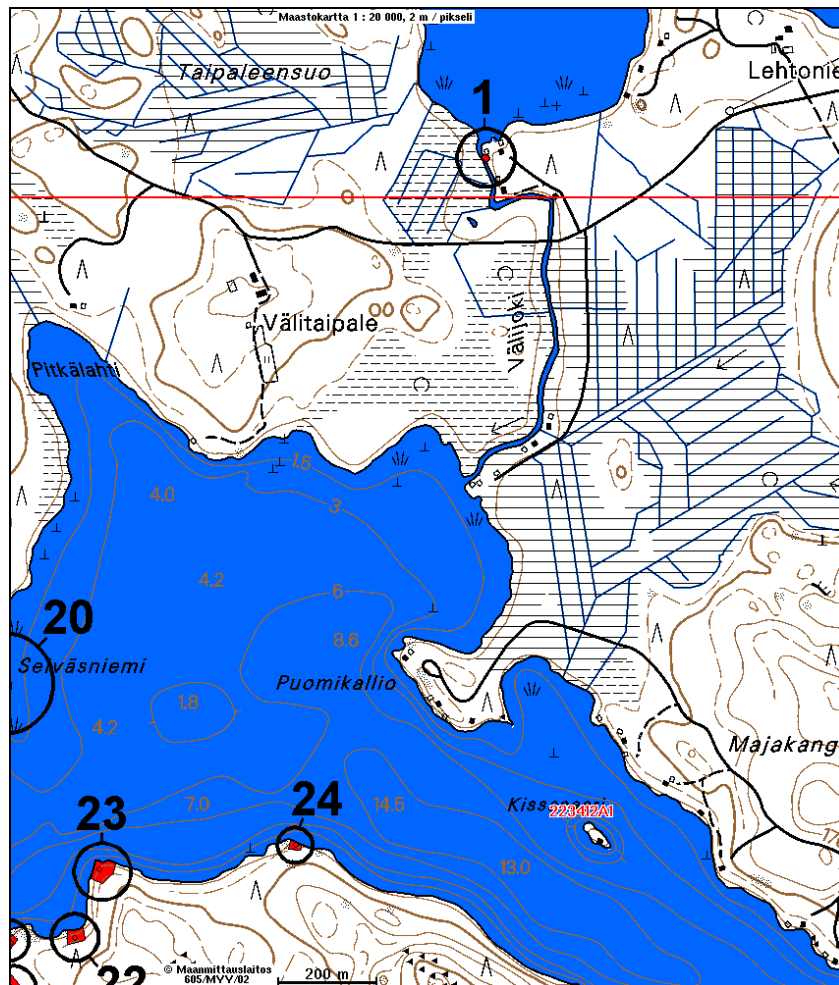 Maastokartta 1 : 20 000, 2 m / pikseli
Taipaleensuo
Lehtonie
1
Välitaipale
Välijoki
Pitkälahti
1.5
4.0
3
4.2
6
20
8.6
Seiväsniemi
Puomikallio
1.8
4.2
Majakang
7.0
14.5
24
23
223412A1
13.0
22
© Maanmittauslaitos
605/MYY/02
200 m